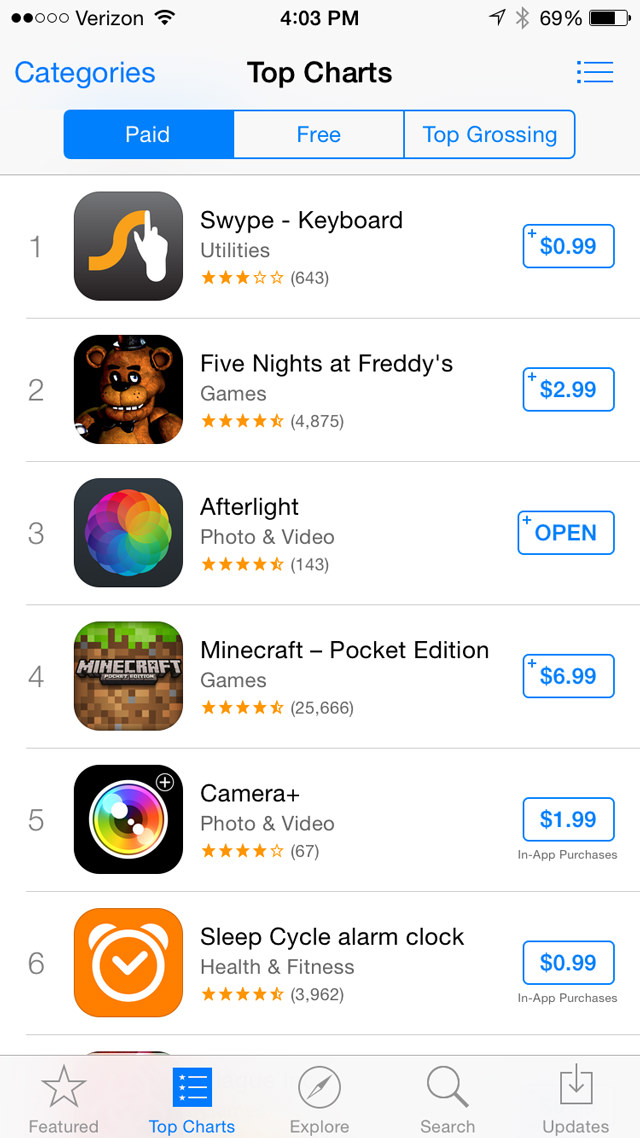 Verizon 4:03 PM 69%
Categories Top Charts
Paid Free Top Grossing
1
Swype - Keyboard
Utilities
(643)
+ $0.99
2
Five Nights at Freddy's
Games
(4,875)
+ $2.99
3
Afterlight
Photo & Video
(143)
+ OPEN
4
MINECRAFT
POCKET EDITION
Minecraft – Pocket Edition
Games
(25,666)
+ $6.99
5
Camera+
Photo & Video
(67)
$1.99
In-App Purchases
6
Sleep Cycle alarm clock
Health & Fitness
(3,962)
$0.99
In-App Purchases
Featured Top Charts Explore Search Updates